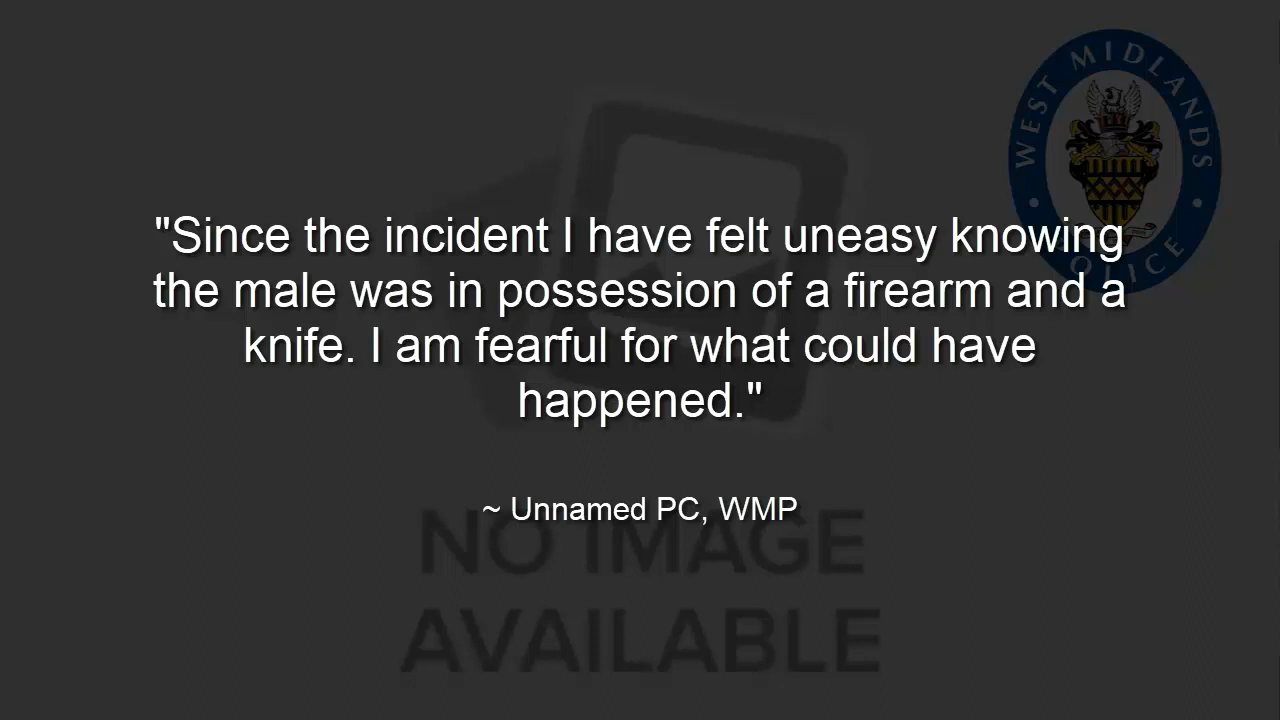 WEST MIDLANDS
POLICE
"Since the incident I have felt uneasy knowing
the male was in possession of a firearm and a
knife. I am fearful for what could have
happened."
~ Unnamed PC, WMP
NO IMAGE
AVAILABLE